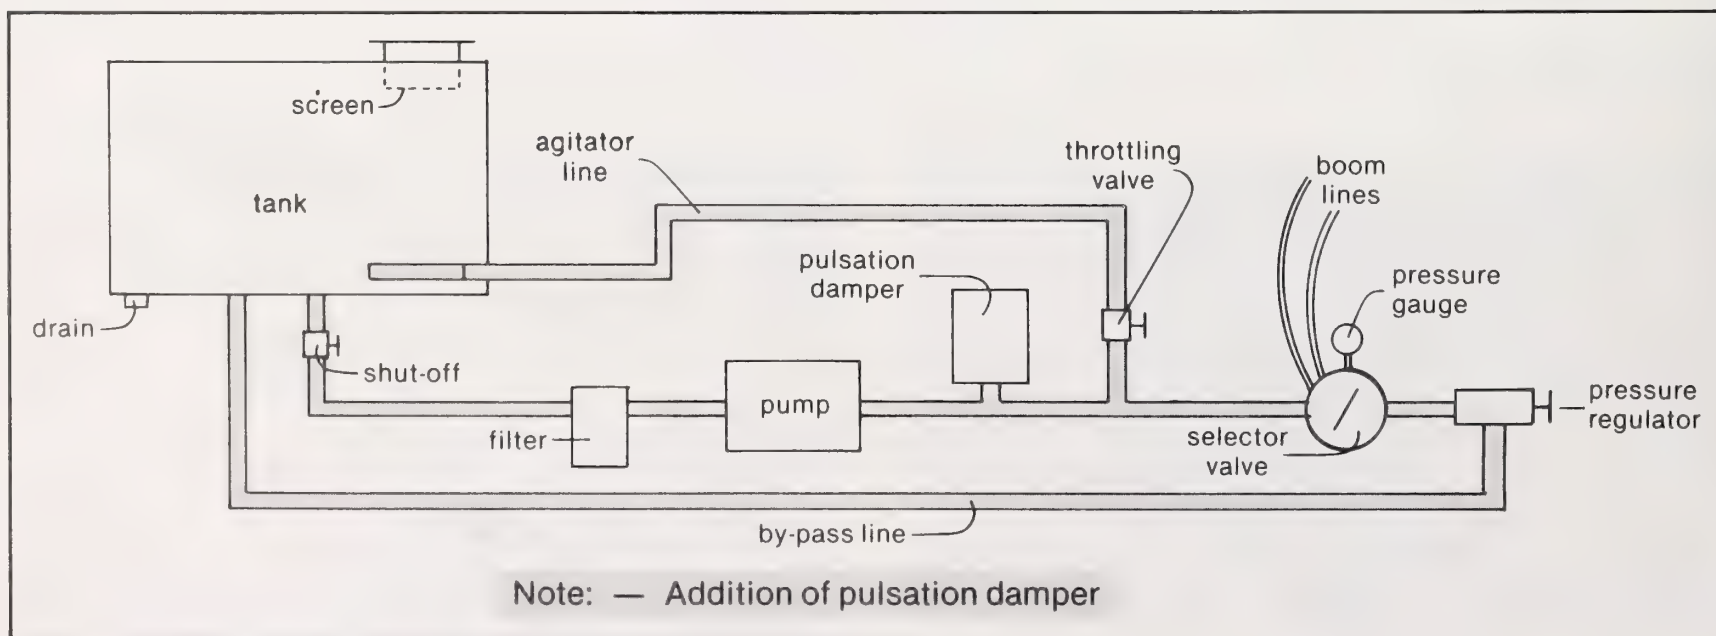 screen
agitator
line
throttling
valve
boom
lines
tank
pulsation
damper
pressure
gauge
drain
shut-off
pump
pressure
regulator
filter
selector
valve
by-pass line
Note: — Addition of pulsation damper